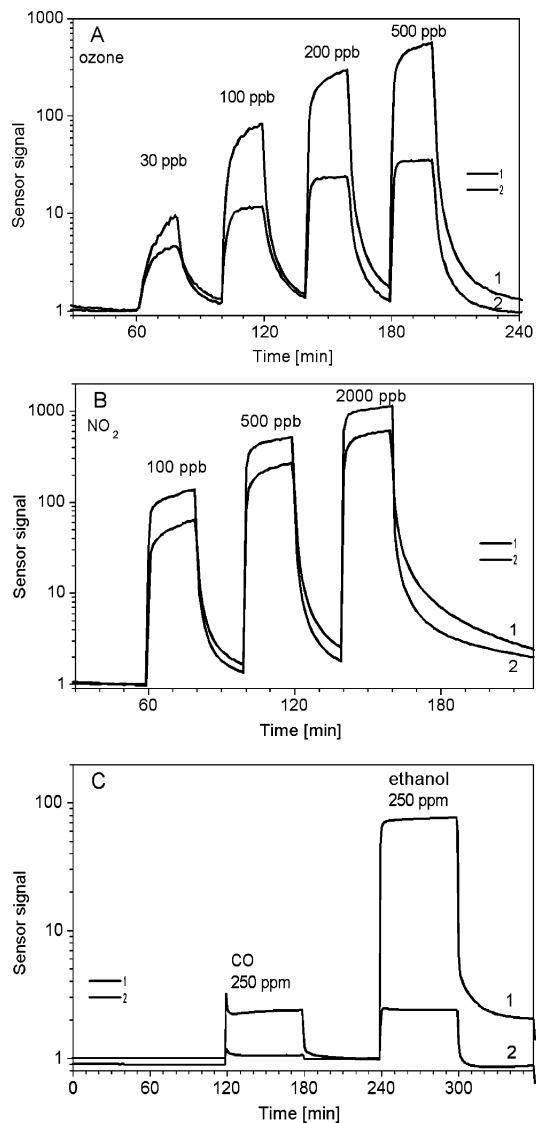 A
ozone
30 ppb
100 ppb
200 ppb
500 ppb
1000
100
10
1
Sensor signal
1
2
1
2
60
120
180
240
Time [min]
B
NO2
100 ppb
500 ppb
2000 ppb
1000
100
10
1
Sensor signal
1
2
1
2
60
120
180
Time [min]
C
ethanol
250 ppm
CO
250 ppm
100
10
1
Sensor signal
1
2
1
2
0
60
120
180
240
300
Time [min]